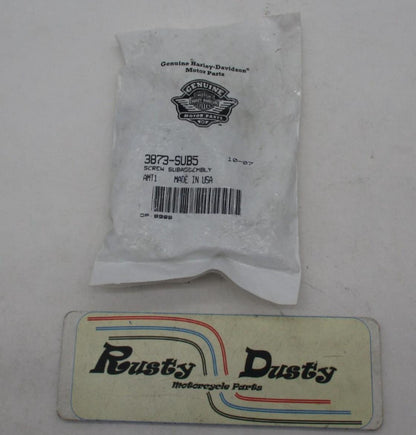 Genuine Harley-Davidson®
Motor Parts
GENUINE
MOTOR PARTS
3873-SUB5
10-07
SCREW SUBASSEMBLY
AMT1 MADE IN USA
Rusty Dusty
Motorcycle Parts